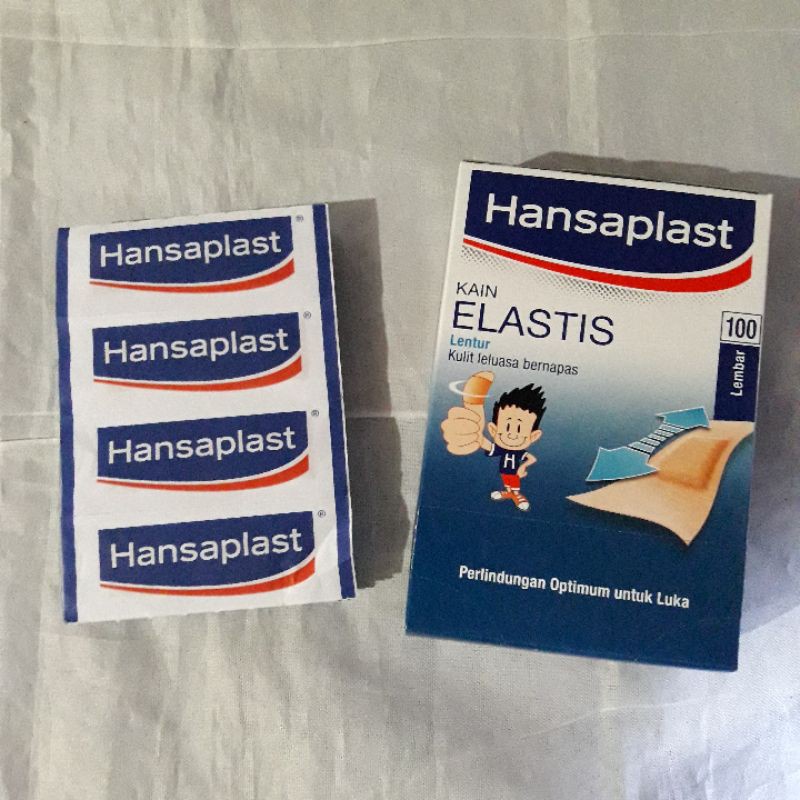 Hansaplast
Hansaplast
Hansaplast
Hansaplast
Hansaplast
KAIN
ELASTIS
Lentur
Kulit leluasa bernapas
100
Lembar
H
Perlindungan Optimum untuk Luka